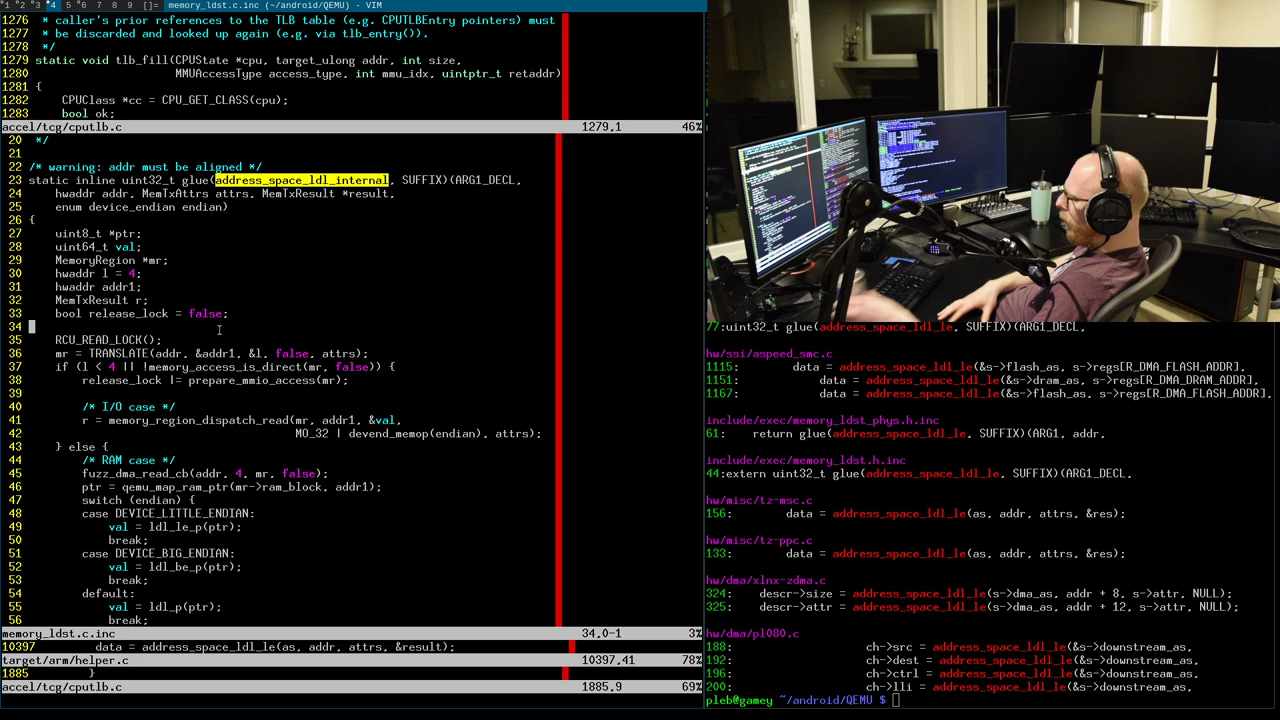 1 2 3 4 5 6 7 8 9 []= memory_ldst.c.inc (~/android/QEMU) - VIM
1276  * caller's prior references to the TLB table (e.g. CPUTLBEntry pointers) must
1277  * be discarded and looked up again (e.g. via tlb_entry()).
1278  */
1279 static void tlb_fill(CPUState *cpu, target_ulong addr, int size,
1280                      MMUAccessType access_type, int mmu_idx, uintptr_t retaddr)
1281 {
1282     CPUClass *cc = CPU_GET_CLASS(cpu);
1283     bool ok;
accel/tcg/cputlb.c 1279,1 46%
20  */
21
22 /* warning: addr must be aligned */
23 static inline uint32_t glue(address_space_ldl_internal, SUFFIX)(ARG1_DECL,
24     hwaddr addr, MemTxAttrs attrs, MemTxResult *result,
25     enum device_endian endian)
26 {
27     uint8_t *ptr;
28     uint64_t val;
29     MemoryRegion *mr;
30     hwaddr l = 4;
31     hwaddr addr1;
32     MemTxResult r;
33     bool release_lock = false;
34
35     RCU_READ_LOCK();
36     mr = TRANSLATE(addr, &addr1, &l, false, attrs);
37     if (l < 4 || !memory_access_is_direct(mr, false)) {
38         release_lock |= prepare_mmio_access(mr);
39
40         /* I/O case */
41         r = memory_region_dispatch_read(mr, addr1, &val,
42                                         MO_32 | devend_memop(endian), attrs);
43     } else {
44         /* RAM case */
45         fuzz_dma_read_cb(addr, 4, mr, false);
46         ptr = qemu_map_ram_ptr(mr->ram_block, addr1);
47         switch (endian) {
48         case DEVICE_LITTLE_ENDIAN:
49             val = ldl_le_p(ptr);
50             break;
51         case DEVICE_BIG_ENDIAN:
52             val = ldl_be_p(ptr);
53             break;
54         default:
55             val = ldl_p(ptr);
56             break;
memory_ldst.c.inc 34,0-1 3%
10397         data = address_space_ldl_le(as, addr, attrs, &result);
target/arm/helper.c 10397,41 78%
1885         }
accel/tcg/cputlb.c 1885,9 69%
77:uint32_t glue(address_space_ldl_le, SUFFIX)(ARG1_DECL,
hw/ssi/aspeed_smc.c
1115:        data = address_space_ldl_le(&s->flash_as, s->regs[R_DMA_FLASH_ADDR],
1151:            data = address_space_ldl_le(&s->dram_as, s->regs[R_DMA_DRAM_ADDR],
1167:            data = address_space_ldl_le(&s->flash_as, s->regs[R_DMA_FLASH_ADDR],
include/exec/memory_ldst_phys.h.inc
61:    return glue(address_space_ldl_le, SUFFIX)(ARG1, addr,
include/exec/memory_ldst.h.inc
44:extern uint32_t glue(address_space_ldl_le, SUFFIX)(ARG1_DECL,
hw/misc/tz-msc.c
156:        data = address_space_ldl_le(as, addr, attrs, &res);
hw/misc/tz-ppc.c
133:        data = address_space_ldl_le(as, addr, attrs, &res);
hw/dma/xlnx-zdma.c
324:    descr->size = address_space_ldl_le(s->dma_as, addr + 8, s->attr, NULL);
325:    descr->attr = address_space_ldl_le(s->dma_as, addr + 12, s->attr, NULL);
hw/dma/pl080.c
188:                    ch->src = address_space_ldl_le(&s->downstream_as,
192:                    ch->dest = address_space_ldl_le(&s->downstream_as,
196:                    ch->ctrl = address_space_ldl_le(&s->downstream_as,
200:                    ch->lli = address_space_ldl_le(&s->downstream_as,
pleb@gamey ~/android/QEMU $